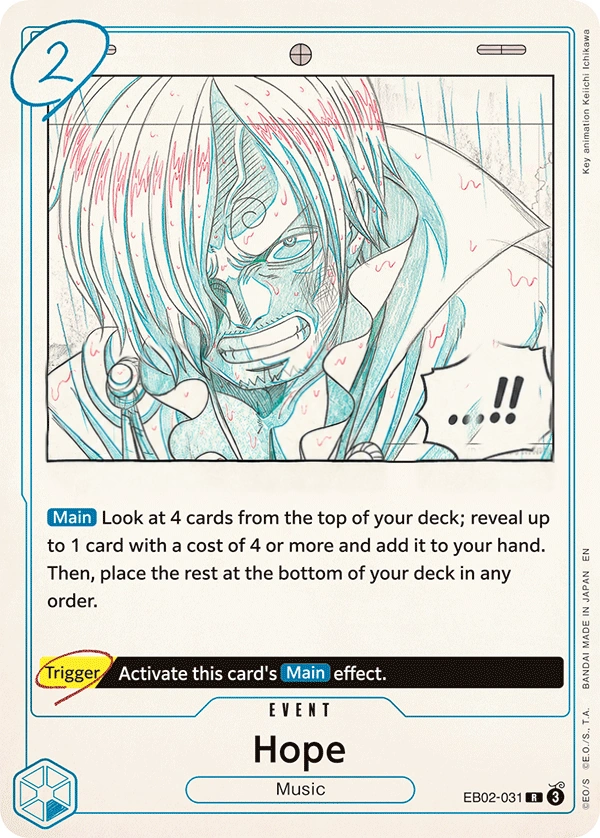 2
Key animation Keiichi Ichikawa
...!!
Main Look at 4 cards from the top of your deck; reveal up
to 1 card with a cost of 4 or more and add it to your hand.
Then, place the rest at the bottom of your deck in any
order.
Trigger Activate this card's Main effect.
EVENT
Hope
Music
EB02-031 R 3
©EO/S ©E.O./S., T.A. BANDAI MADE IN JAPAN EN